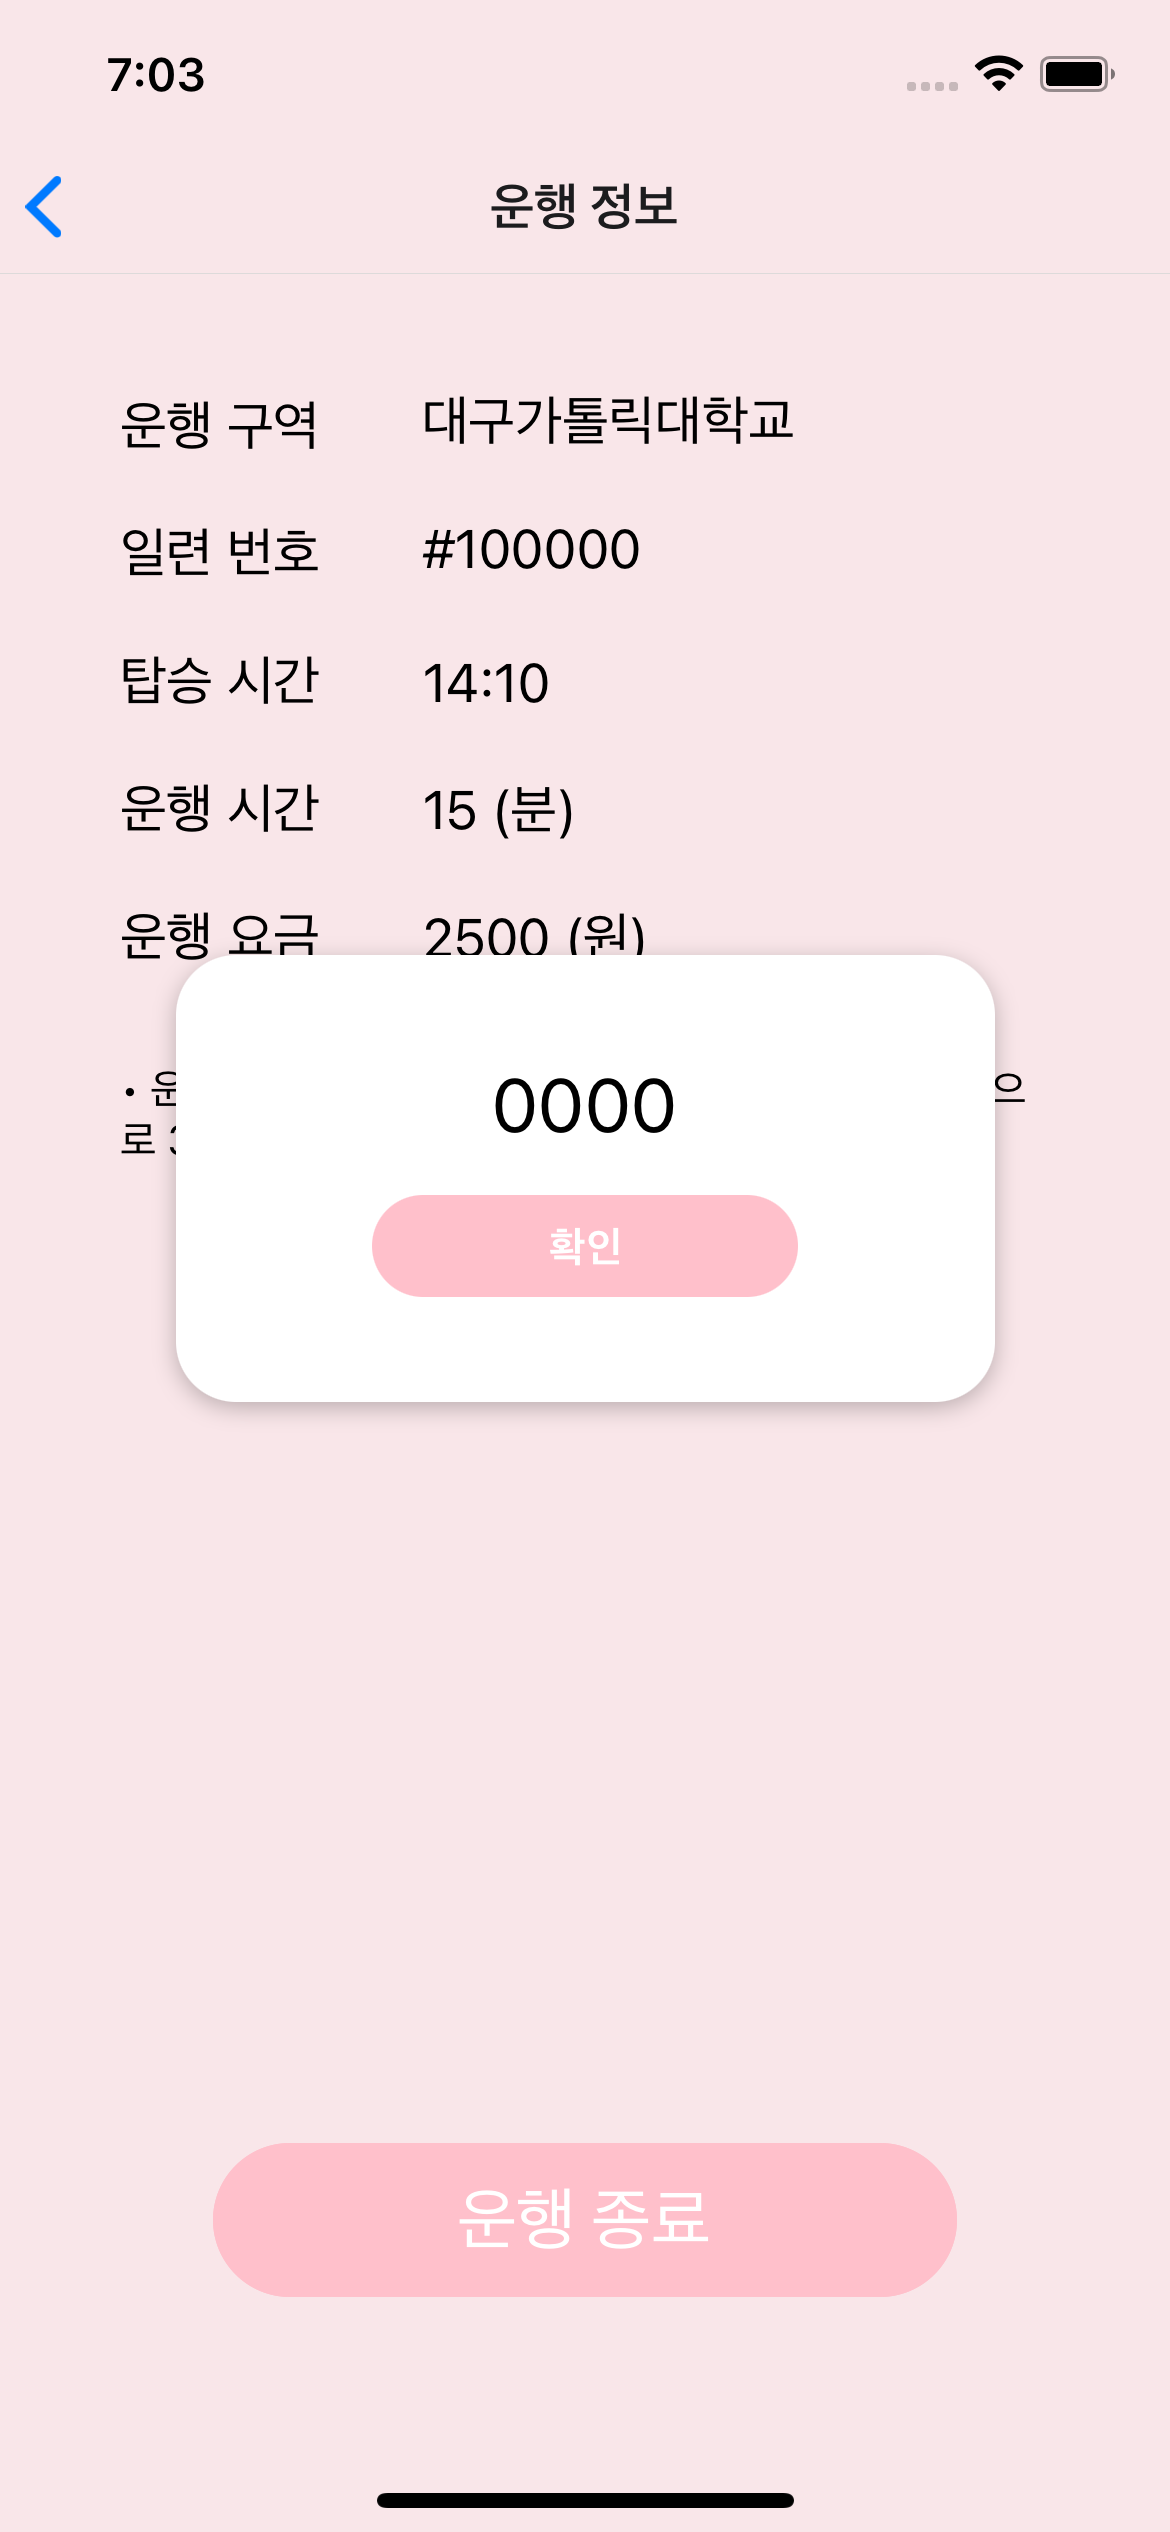 7:03
운행 정보
운행 구역 대구가톨릭대학교
일련 번호 #100000
탑승 시간 14:10
운행 시간 15 (분)
운행 요금 2500 (원)
• 으
로
0000
확인
운행 종료